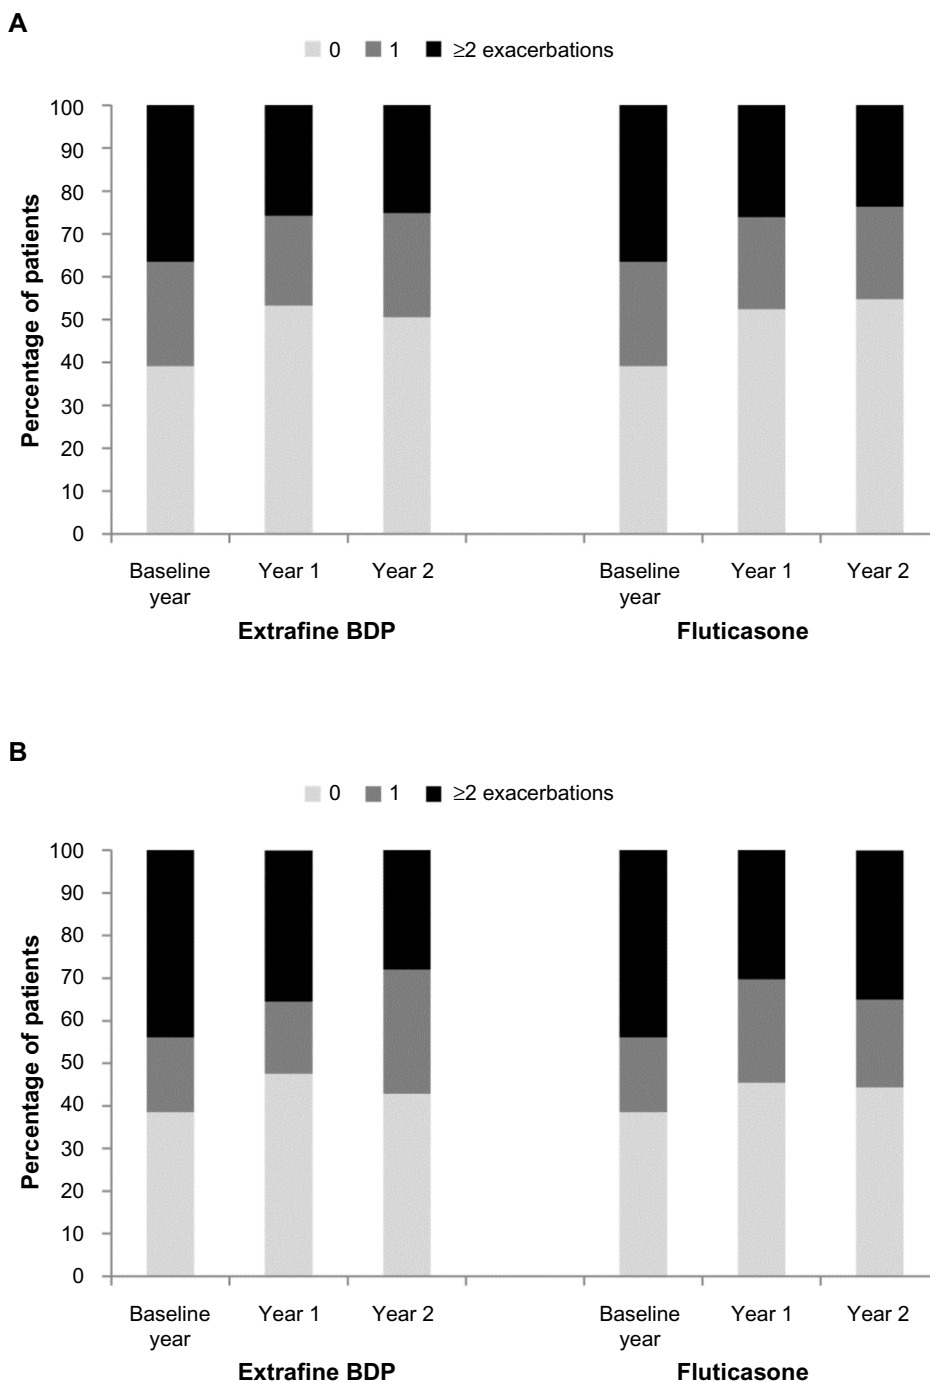 A
0 1 ≥2 exacerbations
100
90
80
70
60
50
40
30
20
10
0
Percentage of patients
Baseline year Year 1 Year 2 Baseline year Year 1 Year 2
Extrafine BDP Fluticasone
B
0 1 ≥2 exacerbations
100
90
80
70
60
50
40
30
20
10
0
Percentage of patients
Baseline year Year 1 Year 2 Baseline year Year 1 Year 2
Extrafine BDP Fluticasone